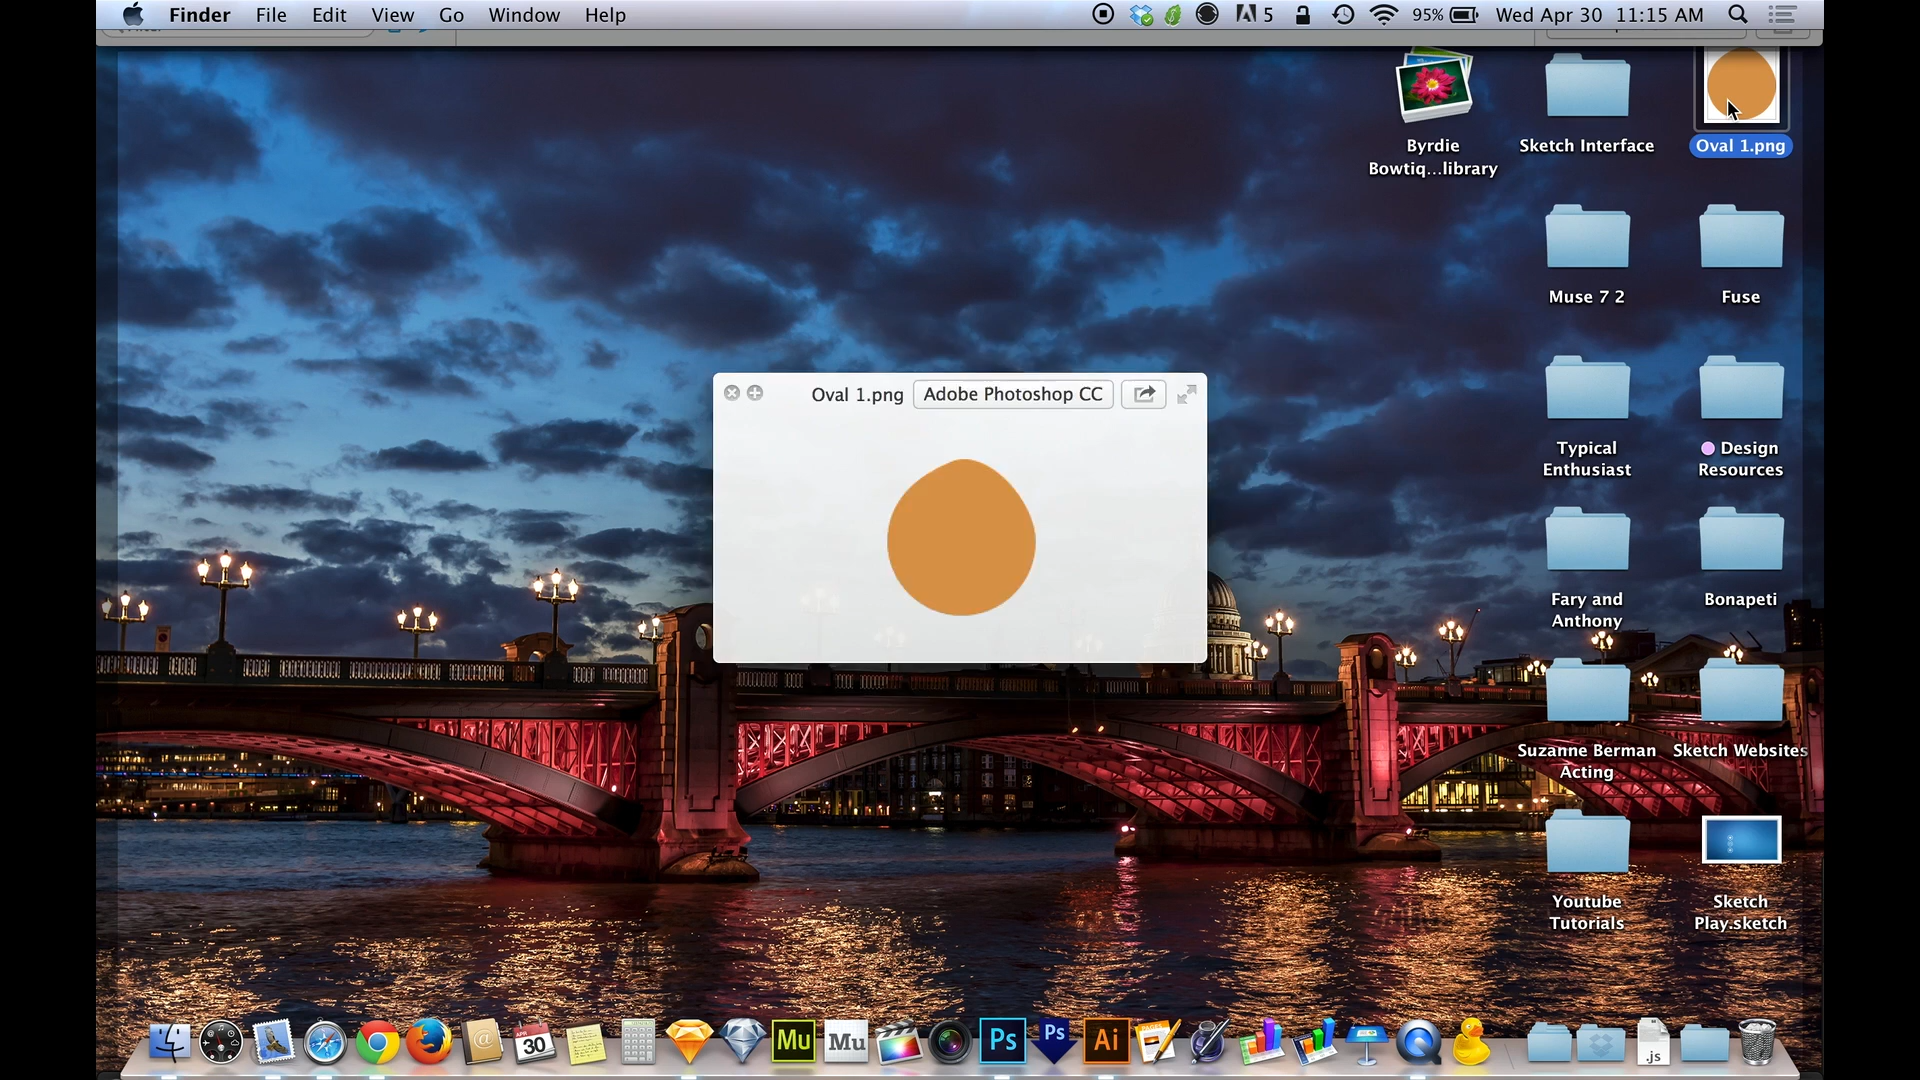 Finder File Edit View Go Window Help 5 95% Wed Apr 30 11:15 AM
Byrdie
Bowtiq...library
Sketch Interface
Oval 1.png
Muse 7 2
Fuse
Oval 1.png Adobe Photoshop CC
Typical
Enthusiast
Design
Resources
Fary and
Anthony
Bonapeti
Suzanne Berman
Acting
Sketch Websites
Youtube
Tutorials
Sketch
Play.sketch
APR
30
Mu
Mu
Ps
Ps
Ai
PAGES
.js